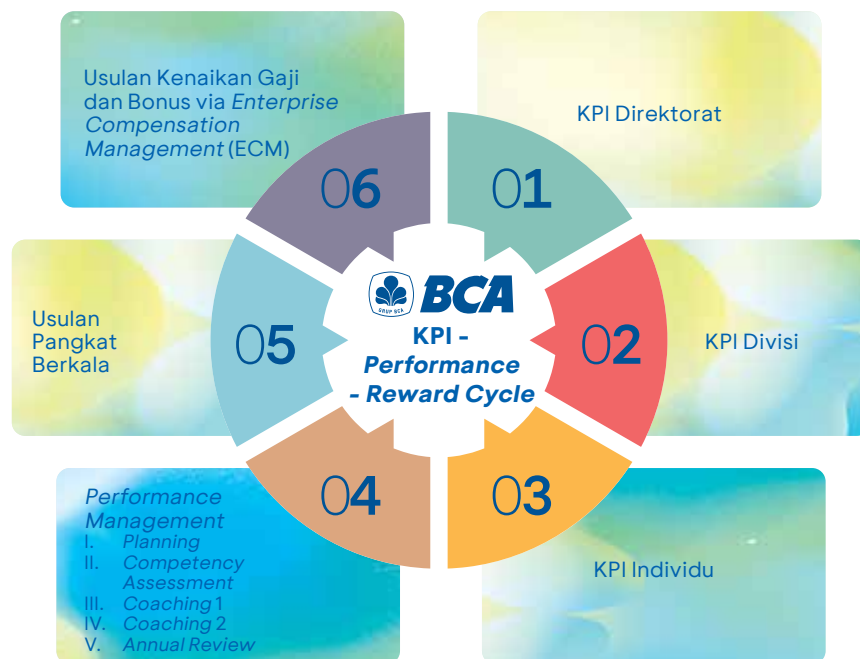 01
KPI Direktorat
02
KPI Divisi
03
KPI Individu
04
Performance
Management
I. Planning
II. Competency
Assessment
III. Coaching 1
IV. Coaching 2
V. Annual Review
05
Usulan
Pangkat
Berkala
06
Usulan Kenaikan Gaji
dan Bonus via Enterprise
Compensation
Management (ECM)
GRUP BCA
BCA
KPI -
Performance
- Reward Cycle